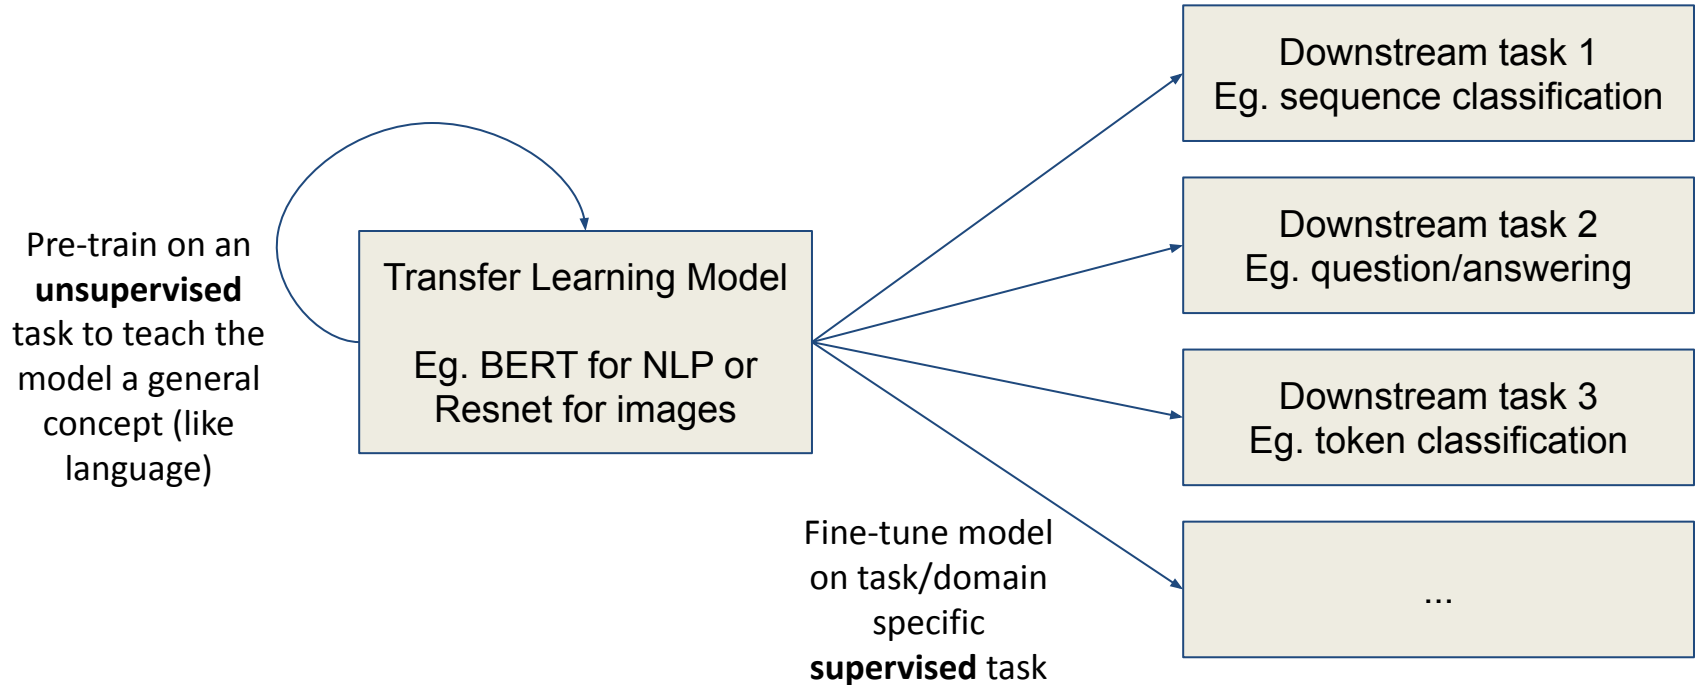 Pre-train on an
unsupervised
task to teach the
model a general
concept (like
language)
Transfer Learning Model
Eg. BERT for NLP or
Resnet for images
Fine-tune model
on task/domain
specific
supervised task
Downstream task 1
Eg. sequence classification
Downstream task 2
Eg. question/answering
Downstream task 3
Eg. token classification
...